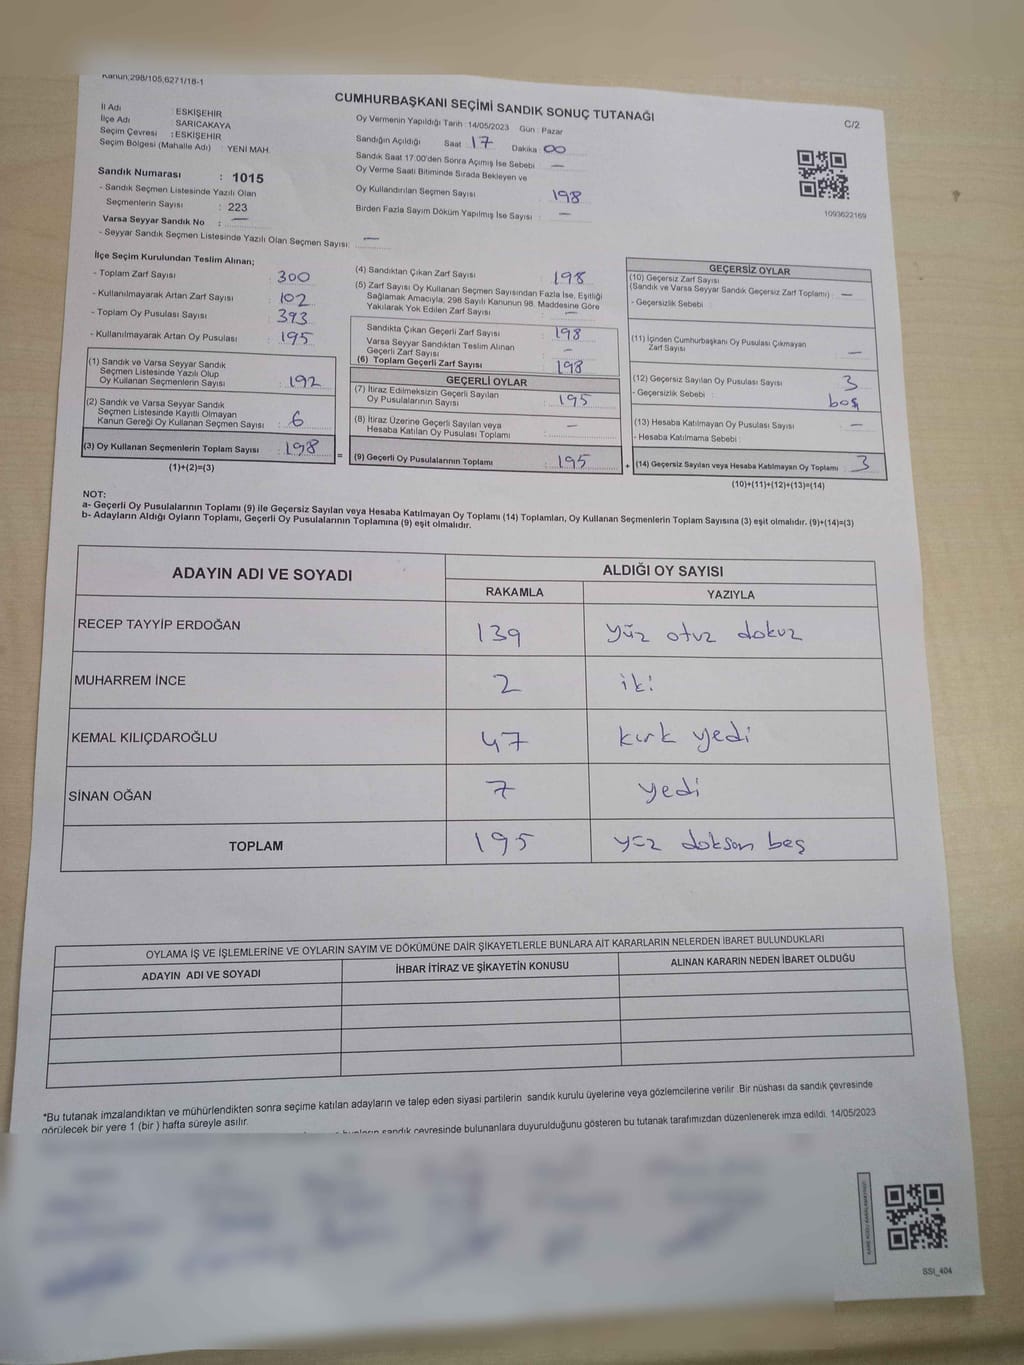 Kanun;298/105,6271/18-1
CUMHURBAŞKANI SEÇİMİ SANDIK SONUÇ TUTANAĞI
C/2
İl Adı : ESKİŞEHİR
İlçe Adı : SARICAKAYA
Seçim Çevresi : ESKİŞEHİR
Seçim Bölgesi (Mahalle Adı) : YENİ MAH.
Oy Vermenin Yapıldığı Tarih :14/05/2023 Gün : Pazar
Sandığın Açıldığı Saat 17 Dakika 00
Sandık Saat 17.00'den Sonra Açılmış İse Sebebi : —
Oy Verme Saati Bitiminde Sırada Bekleyen ve
Oy Kullandırılan Seçmen Sayısı 198
Birden Fazla Sayım Döküm Yapılmış İse Sayısı : —
1093622169
Sandık Numarası : 1015
- Sandık Seçmen Listesinde Yazılı Olan
Seçmenlerin Sayısı : 223
Varsa Seyyar Sandık No : —
- Seyyar Sandık Seçmen Listesinde Yazılı Olan Seçmen Sayısı: —
İlçe Seçim Kurulundan Teslim Alınan;
- Toplam Zarf Sayısı : 300
- Kullanılmayarak Artan Zarf Sayısı : 102
- Toplam Oy Pusulası Sayısı : 393
- Kullanılmayarak Artan Oy Pusulası : 195
(1) Sandık ve Varsa Seyyar Sandık
Seçmen Listesinde Yazılı Olup
Oy Kullanan Seçmenlerin Sayısı : 192
(2) Sandık ve Varsa Seyyar Sandık
Seçmen Listesinde Kayıtlı Olmayan
Kanun Gereği Oy Kullanan Seçmen Sayısı : 6
(3) Oy Kullanan Seçmenlerin Toplam Sayısı : 198
(1)+(2)=(3)
(4) Sandıktan Çıkan Zarf Sayısı : 198
(5) Zarf Sayısı Oy Kullanan Seçmen Sayısından Fazla İse, Eşitliği
Sağlamak Amacıyla, 298 Sayılı Kanunun 98. Maddesine Göre
Yakılarak Yok Edilen Zarf Sayısı : —
Sandıkta Çıkan Geçerli Zarf Sayısı : 198
Varsa Seyyar Sandıktan Teslim Alınan
Geçerli Zarf Sayısı : —
(6) Toplam Geçerli Zarf Sayısı : 198
GEÇERLİ OYLAR
(7) İtiraz Edilmeksizin Geçerli Sayılan
Oy Pusulalarının Sayısı : 195
(8) İtiraz Üzerine Geçerli Sayılan veya
Hesaba Katılan Oy Pusulası Toplamı : —
= (9) Geçerli Oy Pusulalarının Toplamı : 195
GEÇERSİZ OYLAR
(10) Geçersiz Zarf Sayısı
(Sandık ve Varsa Seyyar Sandık Geçersiz Zarf Toplamı) : —
- Geçersizlik Sebebi :
(11) İçinden Cumhurbaşkanı Oy Pusulası Çıkmayan
Zarf Sayısı : —
(12) Geçersiz Sayılan Oy Pusulası Sayısı : 3
- Geçersizlik Sebebi : boş
(13) Hesaba Katılmayan Oy Pusulası Sayısı : —
- Hesaba Katılmama Sebebi :
+ (14) Geçersiz Sayılan veya Hesaba Katılmayan Oy Toplamı : 3
(10)+(11)+(12)+(13)=(14)
NOT:
a- Geçerli Oy Pusulalarının Toplamı (9) ile Geçersiz Sayılan veya Hesaba Katılmayan Oy Toplamı (14) Toplamları, Oy Kullanan Seçmenlerin Toplam Sayısına (3) eşit olmalıdır. (9)+(14)=(3)
b- Adayların Aldığı Oyların Toplamı, Geçerli Oy Pusulalarının Toplamına (9) eşit olmalıdır.
ADAYIN ADI VE SOYADI ALDIĞI OY SAYISI
RAKAMLA YAZIYLA
RECEP TAYYİP ERDOĞAN 139 yüz otuz dokuz
MUHARREM İNCE 2 iki
KEMAL KILIÇDAROĞLU 47 kırk yedi
SİNAN OĞAN 7 yedi
TOPLAM 195 yüz doksan beş
OYLAMA İŞ VE İŞLEMLERİNE VE OYLARIN SAYIM VE DÖKÜMÜNE DAİR ŞİKAYETLERLE BUNLARA AİT KARARLARIN NELERDEN İBARET BULUNDUKLARI
ADAYIN ADI VE SOYADI İHBAR İTİRAZ VE ŞİKAYETİN KONUSU ALINAN KARARIN NEDEN İBARET OLDUĞU
*Bu tutanak imzalandıktan ve mühürlendikten sonra seçime katılan adayların ve talep eden siyasi partilerin sandık kurulu üyelerine veya gözlemcilerine verilir .Bir nüshası da sandık çevresinde
görülecek bir yere 1 (bir ) hafta süreyle asılır.
sandık çevresinde bulunanlara duyurulduğunu gösteren bu tutanak tarafımızdan düzenlenerek imza edildi. 14/05/2023
SSI_404